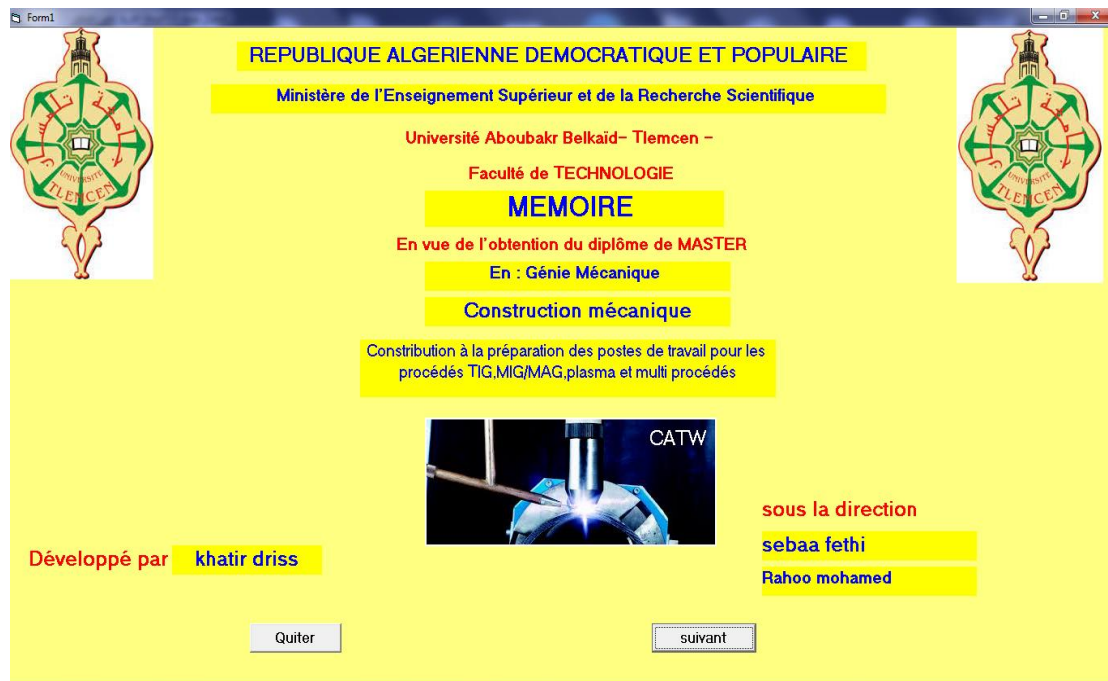 Form1
REPUBLIQUE ALGERIENNE DEMOCRATIQUE ET POPULAIRE
Ministère de l'Enseignement Supérieur et de la Recherche Scientifique
Université Aboubakr Belkaïd– Tlemcen –
Faculté de TECHNOLOGIE
MEMOIRE
En vue de l'obtention du diplôme de MASTER
En : Génie Mécanique
Construction mécanique
Constribution à la préparation des postes de travail pour les
procédés TIG,MIG/MAG,plasma et multi procédés
CATW
sous la direction
sebaa fethi
Rahoo mohamed
Développé par khatir driss
Quiter
suivant
UNIVERSITE
TLEMCEN
UNIVERSITE
TLEMCEN